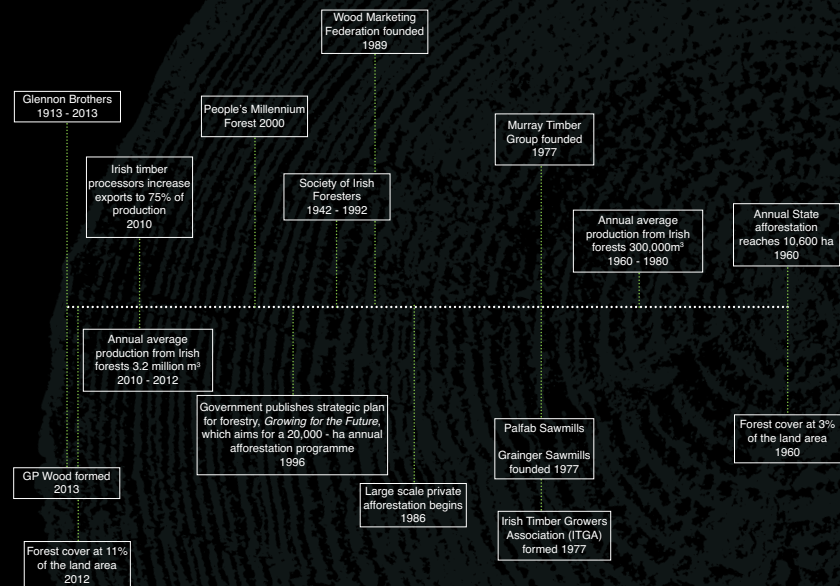 Wood Marketing
Federation founded
1989
Glennon Brothers
1913 - 2013
People's Millennium
Forest 2000
Murray Timber
Group founded
1977
Irish timber
processors increase
exports to 75% of
production
2010
Society of Irish
Foresters
1942 - 1992
Annual average
production from Irish
forests 300,000m³
1960 - 1980
Annual State
afforestation
reaches 10,600 ha
1960
Annual average
production from Irish
forests 3.2 million m³
2010 - 2012
Government publishes strategic plan
for forestry, Growing for the Future,
which aims for a 20,000 - ha annual
afforestation programme
1996
Palfab Sawmills
Grainger Sawmills
founded 1977
Forest cover at 3%
of the land area
1960
GP Wood formed
2013
Large scale private
afforestation begins
1986
Irish Timber Growers
Association (ITGA)
formed 1977
Forest cover at 11%
of the land area
2012